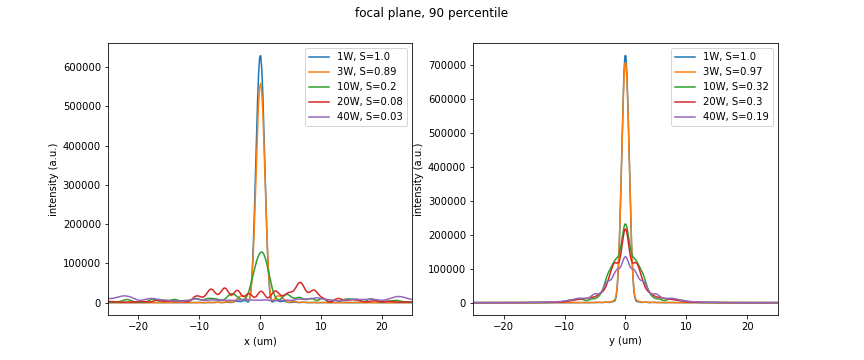 focal plane, 90 percentile
1W, S=1.0
3W, S=0.89
10W, S=0.2
20W, S=0.08
40W, S=0.03
600000
500000
400000
300000
200000
100000
0
intensity (a.u.)
−20
−10
0
10
20
x (um)
1W, S=1.0
3W, S=0.97
10W, S=0.32
20W, S=0.3
40W, S=0.19
700000
600000
500000
400000
300000
200000
100000
0
intensity (a.u.)
−20
−10
0
10
20
y (um)